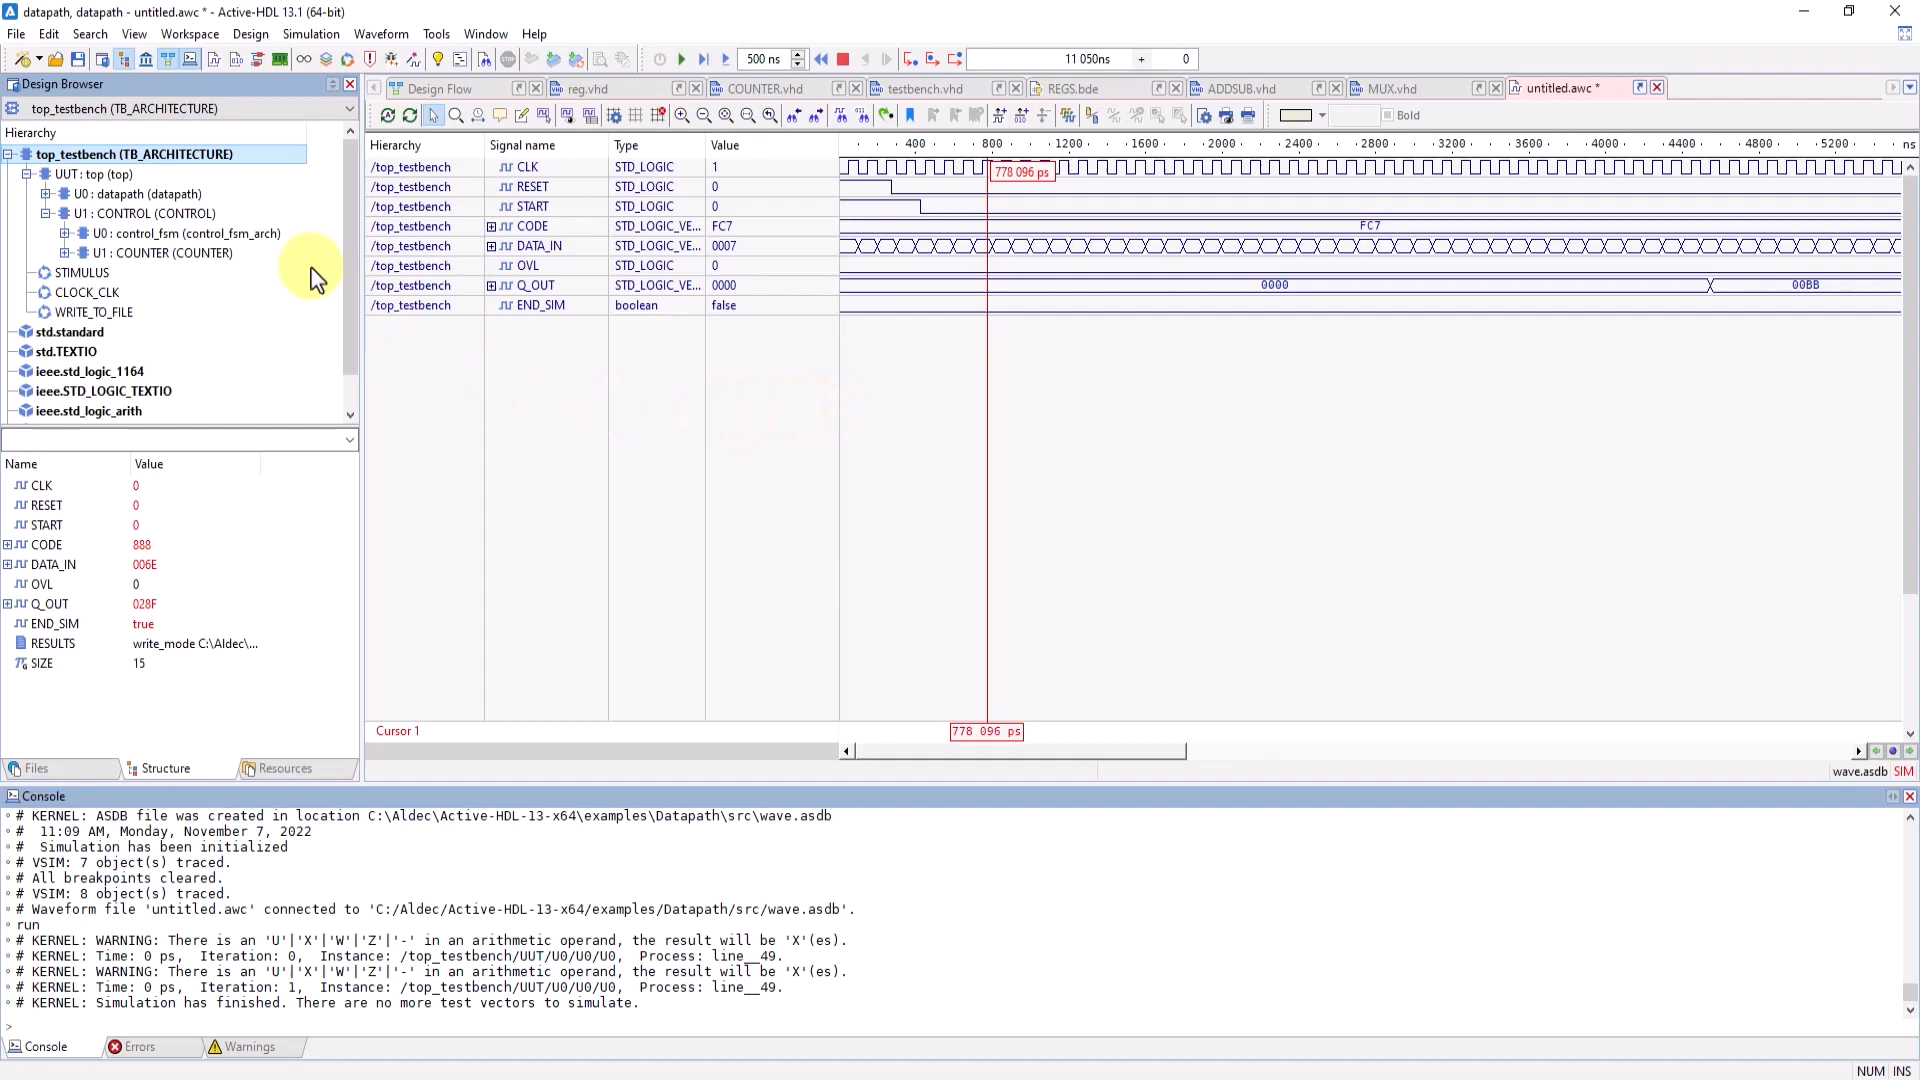 datapath, datapath - untitled.awc * - Active-HDL 13.1 (64-bit)
File Edit Search View Workspace Design Simulation Waveform Tools Window Help
500 ns 11 050ns + 0
Design Browser
top_testbench (TB_ARCHITECTURE)
Hierarchy
top_testbench (TB_ARCHITECTURE)
UUT : top (top)
U0 : datapath (datapath)
U1 : CONTROL (CONTROL)
U0 : control_fsm (control_fsm_arch)
U1 : COUNTER (COUNTER)
STIMULUS
CLOCK_CLK
WRITE_TO_FILE
std.standard
std.TEXTIO
ieee.std_logic_1164
ieee.STD_LOGIC_TEXTIO
ieee.std_logic_arith
Name Value
CLK 0
RESET 0
START 0
CODE 888
DATA_IN 006E
OVL 0
Q_OUT 028F
END_SIM true
RESULTS write_mode C:\Aldec\...
SIZE 15
Files Structure Resources
Design Flow reg.vhd COUNTER.vhd testbench.vhd REGS.bde ADDSUB.vhd MUX.vhd untitled.awc *
Bold
Hierarchy Signal name Type Value 400 800 1200 1600 2000 2400 2800 3200 3600 4000 4400 4800 5200 ns
/top_testbench CLK STD_LOGIC 1 778 096 ps
/top_testbench RESET STD_LOGIC 0
/top_testbench START STD_LOGIC 0
/top_testbench CODE STD_LOGIC_VE... FC7 FC7
/top_testbench DATA_IN STD_LOGIC_VE... 0007
/top_testbench OVL STD_LOGIC 0
/top_testbench Q_OUT STD_LOGIC_VE... 0000 0000 00BB
/top_testbench END_SIM boolean false
Cursor 1 778 096 ps
wave.asdb SIM
Console
# KERNEL: ASDB file was created in location C:\Aldec\Active-HDL-13-x64\examples\Datapath\src\wave.asdb
# 11:09 AM, Monday, November 7, 2022
# Simulation has been initialized
# VSIM: 7 object(s) traced.
# All breakpoints cleared.
# VSIM: 8 object(s) traced.
# Waveform file 'untitled.awc' connected to 'C:/Aldec/Active-HDL-13-x64/examples/Datapath/src/wave.asdb'.
run
# KERNEL: WARNING: There is an 'U'|'X'|'W'|'Z'|'-' in an arithmetic operand, the result will be 'X'(es).
# KERNEL: Time: 0 ps, Iteration: 0, Instance: /top_testbench/UUT/U0/U0/U0, Process: line__49.
# KERNEL: WARNING: There is an 'U'|'X'|'W'|'Z'|'-' in an arithmetic operand, the result will be 'X'(es).
# KERNEL: Time: 0 ps, Iteration: 1, Instance: /top_testbench/UUT/U0/U0/U0, Process: line__49.
# KERNEL: Simulation has finished. There are no more test vectors to simulate.
>
Console Errors Warnings
NUM INS